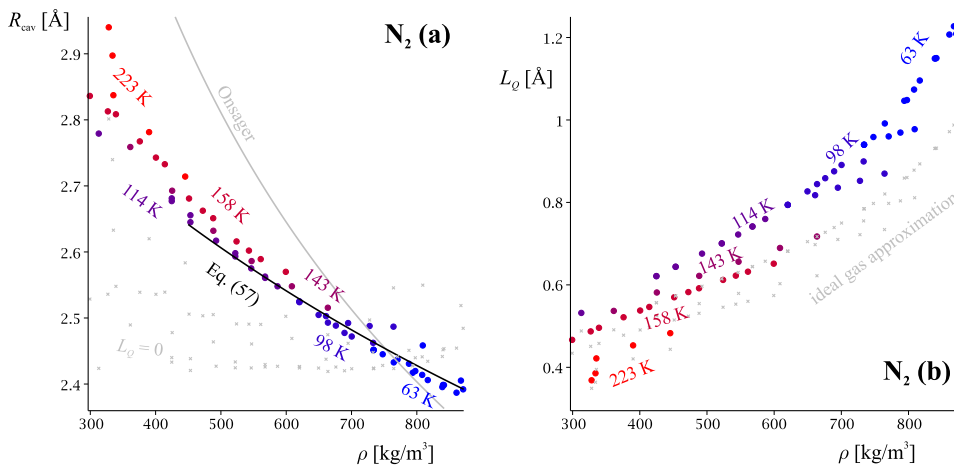 R_cav [Å]
N₂ (a)
2.9
2.8
2.7
2.6
2.5
2.4
223 K
Onsager
114 K
158 K
Eq. (57)
143 K
L_Q = 0
98 K
63 K
300 400 500 600 700 800
ρ [kg/m³]
L_Q [Å]
1.2
1
0.8
0.6
0.4
63 K
98 K
114 K
143 K
158 K
223 K
ideal gas approximation
N₂ (b)
300 400 500 600 700 800
ρ [kg/m³]